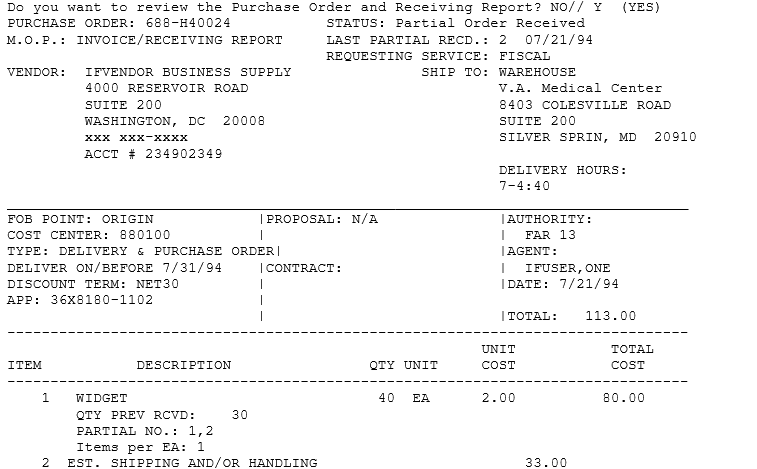 Do you want to review the Purchase Order and Receiving Report? NO// Y  (YES)
PURCHASE ORDER: 688-H40024           STATUS: Partial Order Received
M.O.P.: INVOICE/RECEIVING REPORT     LAST PARTIAL RECD.: 2  07/21/94
                                     REQUESTING SERVICE: FISCAL
VENDOR:  IFVENDOR BUSINESS SUPPLY               SHIP TO: WAREHOUSE
         4000 RESERVOIR ROAD                             V.A. Medical Center
         SUITE 200                                       8403 COLESVILLE ROAD
         WASHINGTON, DC  20008                           SUITE 200
         xxx xxx-xxxx                                    SILVER SPRIN, MD  20910
         ACCT # 234902349
                                                         DELIVERY HOURS:
                                                         7-4:40
FOB POINT: ORIGIN            |PROPOSAL: N/A              |AUTHORITY:
COST CENTER: 880100          |                           |  FAR 13
TYPE: DELIVERY & PURCHASE ORDER|                         |AGENT:
DELIVER ON/BEFORE 7/31/94    |CONTRACT:                  |  IFUSER,ONE
DISCOUNT TERM: NET30         |                           |DATE: 7/21/94
APP: 36X8180-1102            |
                             |                           |TOTAL:   113.00
                                                       UNIT           TOTAL
ITEM           DESCRIPTION                QTY UNIT     COST           COST
    1   WIDGET                             40  EA      2.00          80.00
        QTY PREV RCVD:    30
        PARTIAL NO.: 1,2
        Items per EA: 1
    2  EST. SHIPPING AND/OR HANDLING                        33.00